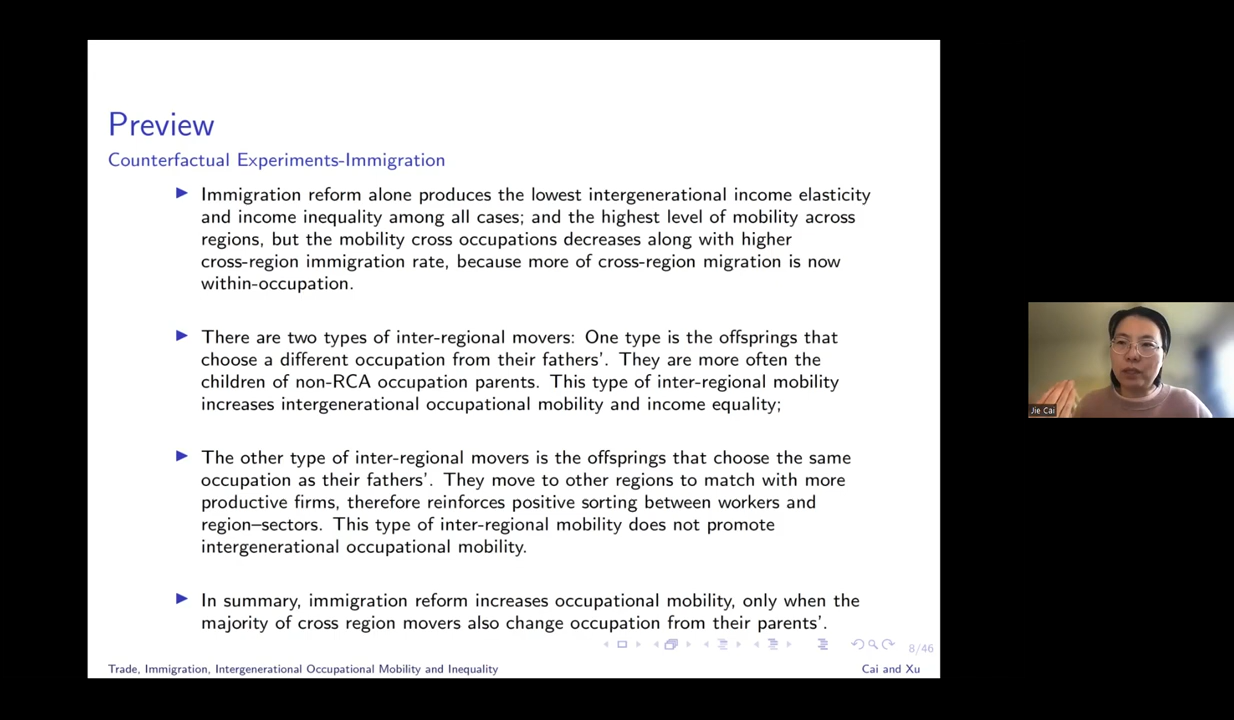 Preview
Counterfactual Experiments-Immigration
Immigration reform alone produces the lowest intergenerational income elasticity
and income inequality among all cases; and the highest level of mobility across
regions, but the mobility cross occupations decreases along with higher
cross-region immigration rate, because more of cross-region migration is now
within-occupation.
There are two types of inter-regional movers: One type is the offsprings that
choose a different occupation from their fathers'. They are more often the
children of non-RCA occupation parents. This type of inter-regional mobility
increases intergenerational occupational mobility and income equality;
The other type of inter-regional movers is the offsprings that choose the same
occupation as their fathers'. They move to other regions to match with more
productive firms, therefore reinforces positive sorting between workers and
region–sectors. This type of inter-regional mobility does not promote
intergenerational occupational mobility.
In summary, immigration reform increases occupational mobility, only when the
majority of cross region movers also change occupation from their parents'.
8/46
Trade, Immigration, Intergenerational Occupational Mobility and Inequality
Cai and Xu
Jie Cai